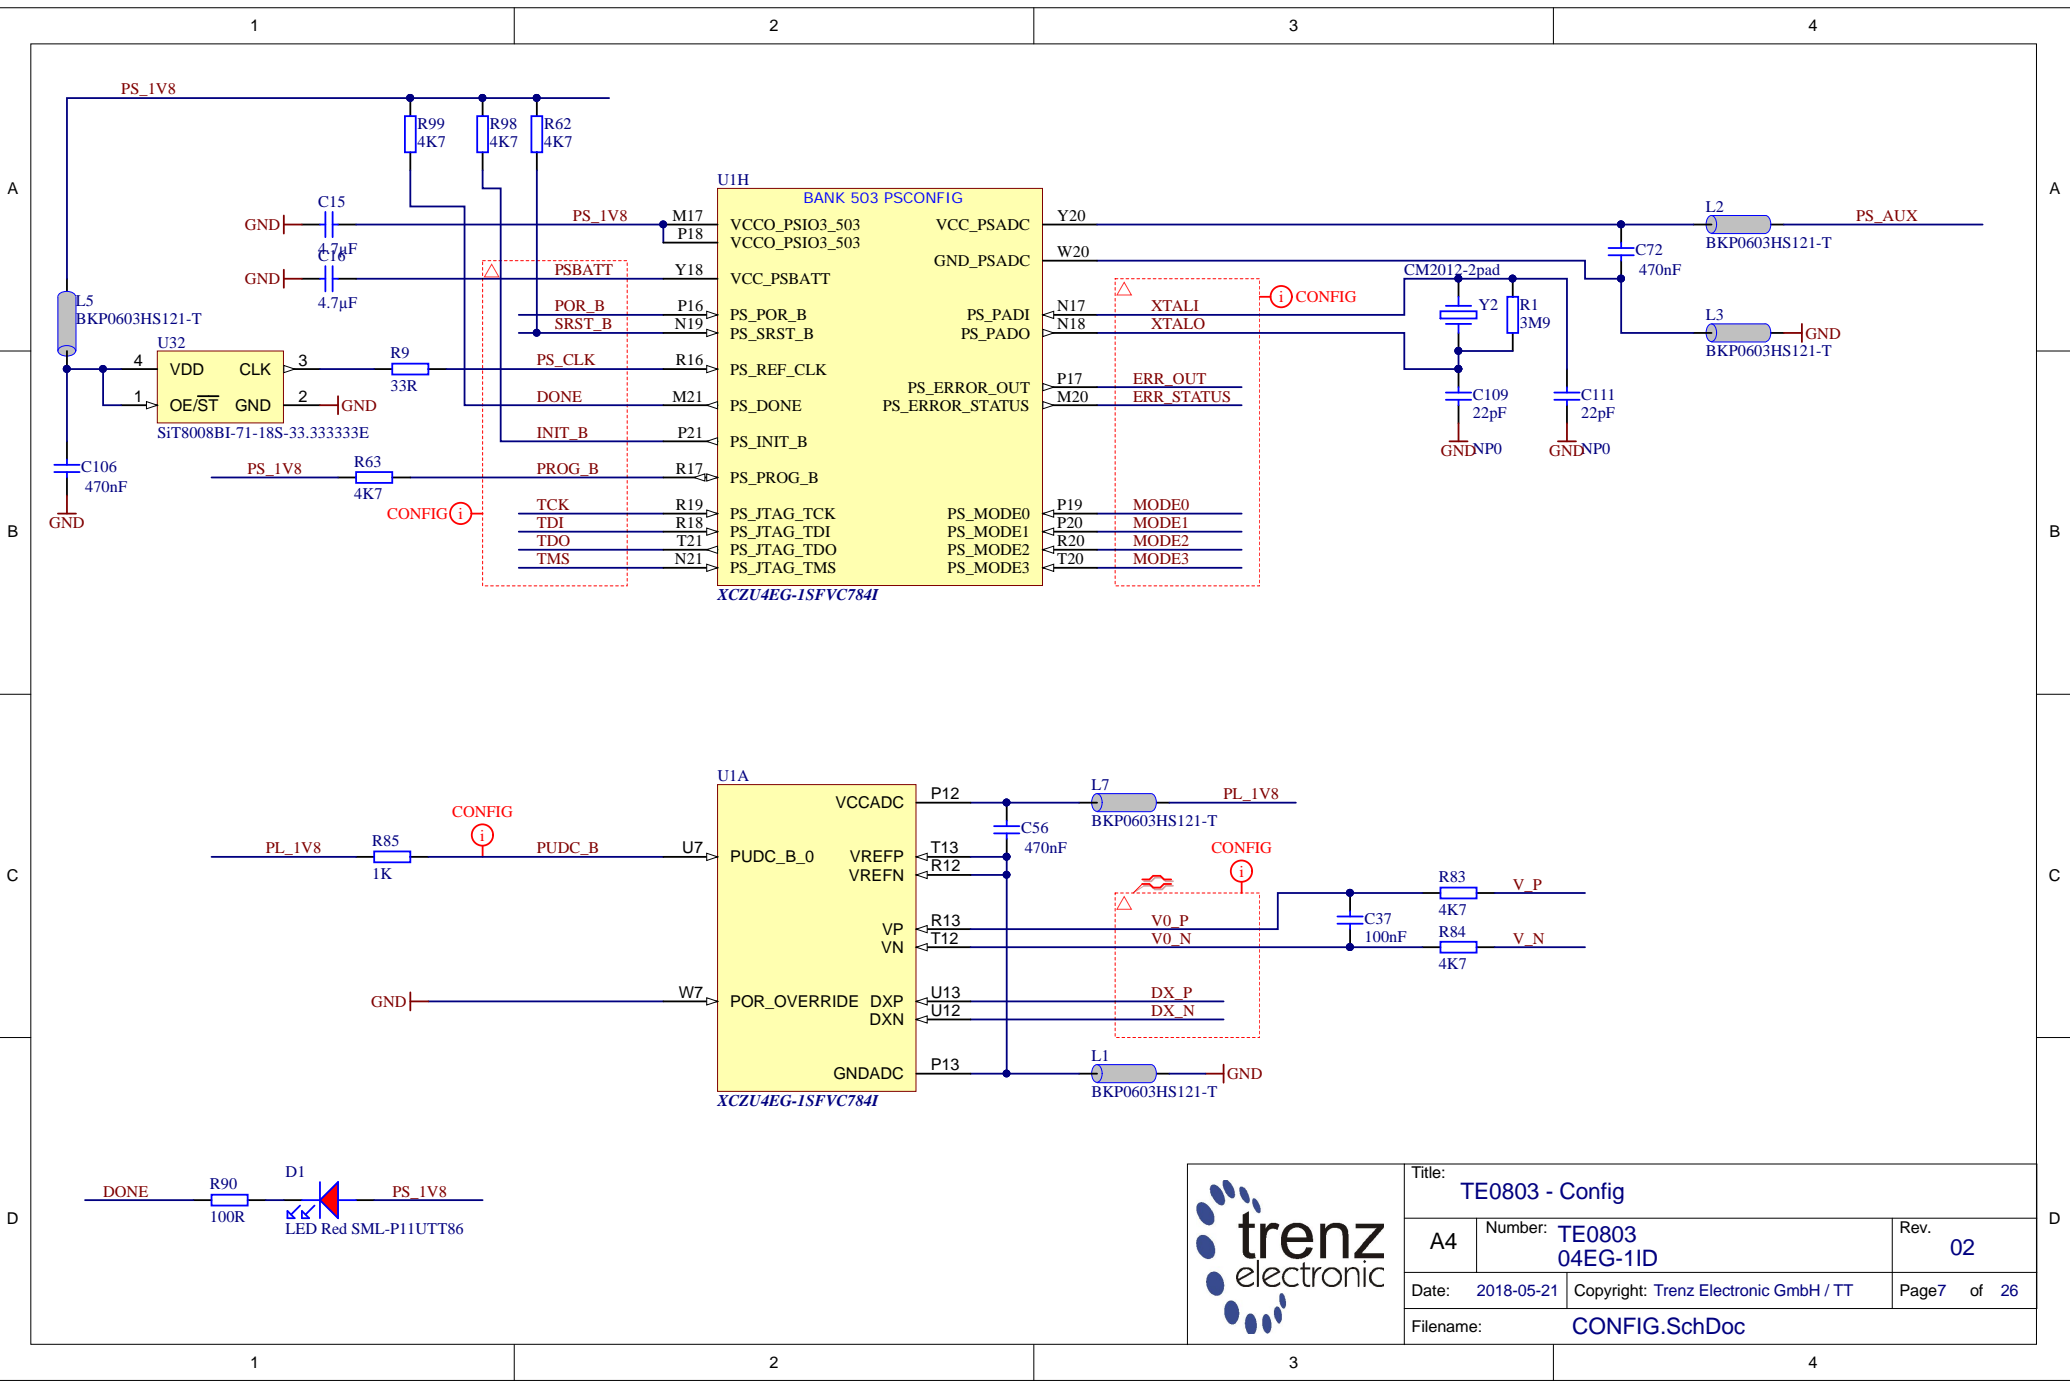 1 2 3 4
A A
B B
C C
D D
PS_1V8
R99
4K7
R98
4K7
R62
4K7
C15
GND
4.7µF
PS_1V8
C16
GND
4.7µF
PSBATT
POR_B
SRST_B
L5
BKP0603HS121-T
U32
4 VDD CLK 3
1 OE/ST GND 2
GND
SiT8008BI-71-18S-33.333333E
R9
33R
PS_CLK
DONE
INIT_B
C106
470nF
GND
PS_1V8
R63
4K7
PROG_B
CONFIG i
TCK
TDI
TDO
TMS
U1H
BANK 503 PSCONFIG
M17 VCCO_PSIO3_503
P18 VCCO_PSIO3_503
Y18 VCC_PSBATT
P16 PS_POR_B
N19 PS_SRST_B
R16 PS_REF_CLK
M21 PS_DONE
P21 PS_INIT_B
R17 PS_PROG_B
R19 PS_JTAG_TCK
R18 PS_JTAG_TDI
T21 PS_JTAG_TDO
N21 PS_JTAG_TMS
VCC_PSADC Y20
GND_PSADC W20
PS_PADI N17 XTALI
PS_PADO N18 XTALO
PS_ERROR_OUT P17 ERR_OUT
PS_ERROR_STATUS M20 ERR_STATUS
PS_MODE0 P19 MODE0
PS_MODE1 P20 MODE1
PS_MODE2 R20 MODE2
PS_MODE3 T20 MODE3
XCZU4EG-1SFVC784I
i CONFIG
CM2012-2pad
Y2
R1
3M9
C109
22pF
GND NP0
C111
22pF
GND NP0
L2
BKP0603HS121-T
PS_AUX
C72
470nF
L3
BKP0603HS121-T
GND
U1A
PL_1V8
R85
1K
CONFIG
i
PUDC_B
U7 PUDC_B_0
GND
W7 POR_OVERRIDE
VCCADC P12
VREFP T13
VREFN R12
VP R13
VN T12
DXP U13
DXN U12
GNDADC P13
XCZU4EG-1SFVC784I
L7
BKP0603HS121-T
PL_1V8
C56
470nF
CONFIG
i
V0_P
V0_N
DX_P
DX_N
C37
100nF
R83
4K7
V_P
R84
4K7
V_N
L1
BKP0603HS121-T
GND
DONE
R90
100R
D1
PS_1V8
LED Red SML-P11UTT86
trenz
electronic
Title:
TE0803 - Config
A4
Number: TE0803
04EG-1ID
Rev.
02
Date: 2018-05-21 Copyright: Trenz Electronic GmbH / TT Page7 of 26
Filename: CONFIG.SchDoc
1 2 3 4